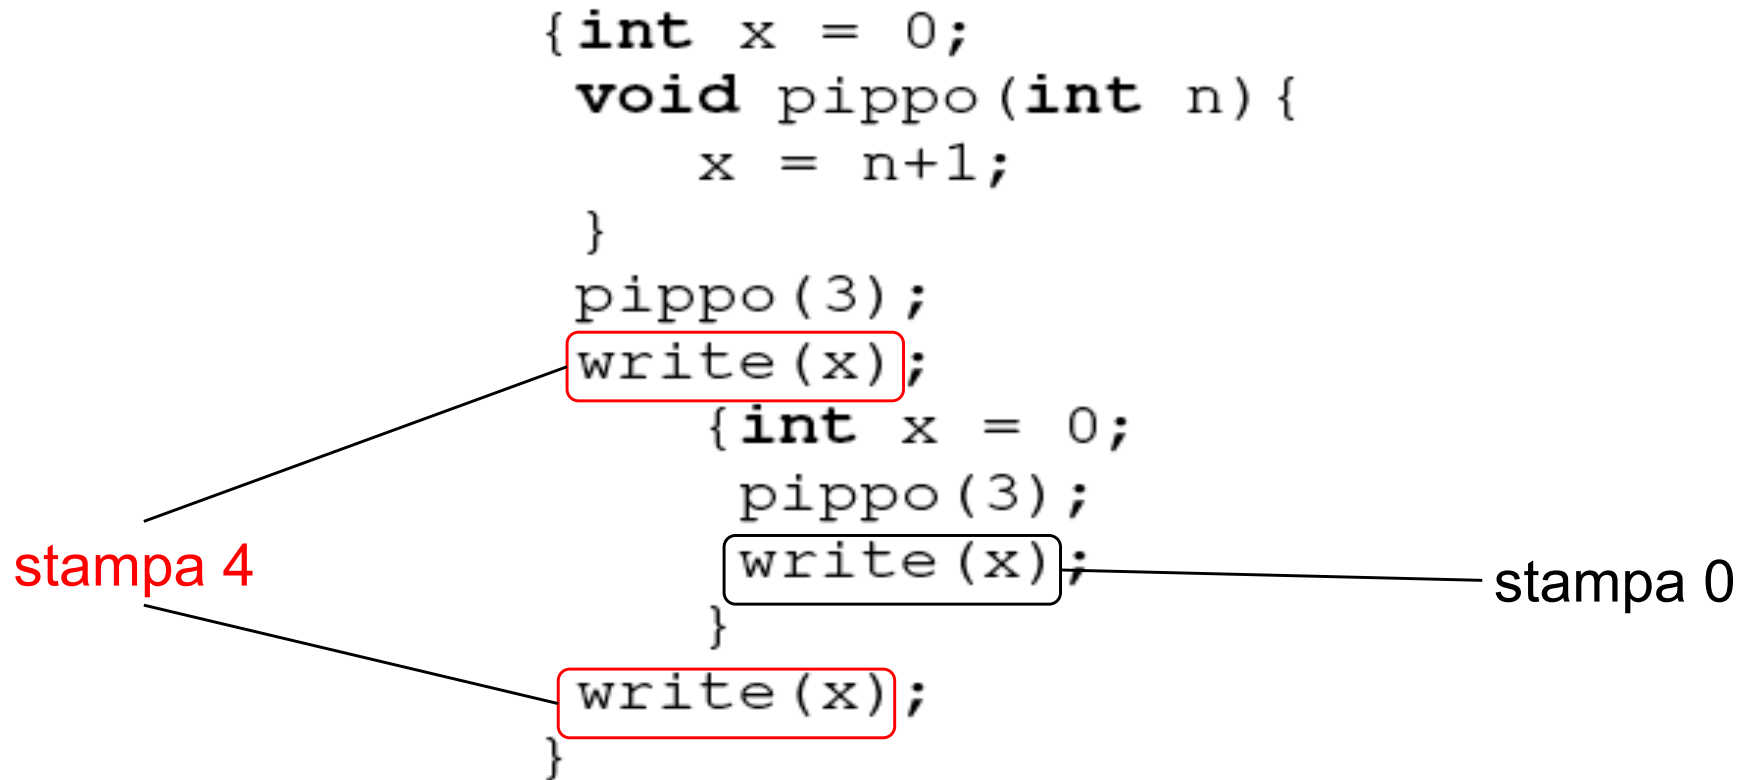 {int x = 0;
void pippo(int n){
x = n+1;
}
pippo(3);
write(x);
{int x = 0;
pippo(3);
write(x);
stampa 4
stampa 0
}
write(x);
}